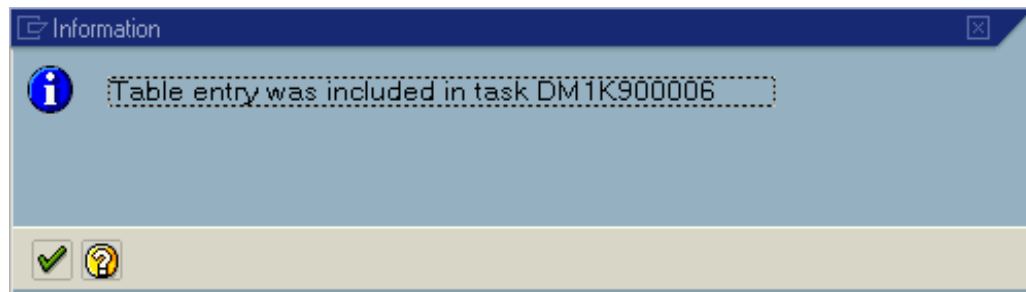 Information
Table entry was included in task DM1K900006